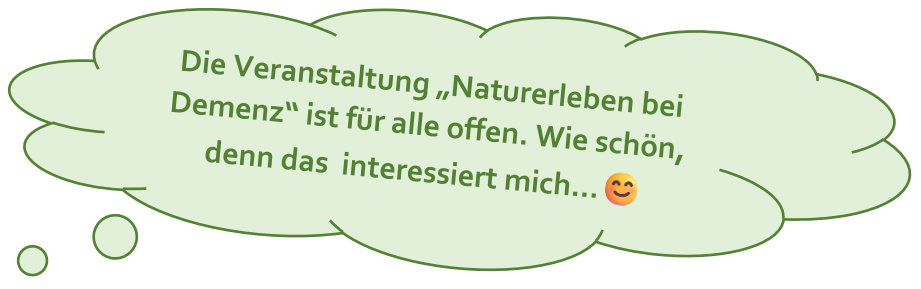 Die Veranstaltung „Naturerleben bei
Demenz“ ist für alle offen. Wie schön,
denn das  interessiert mich... 😊